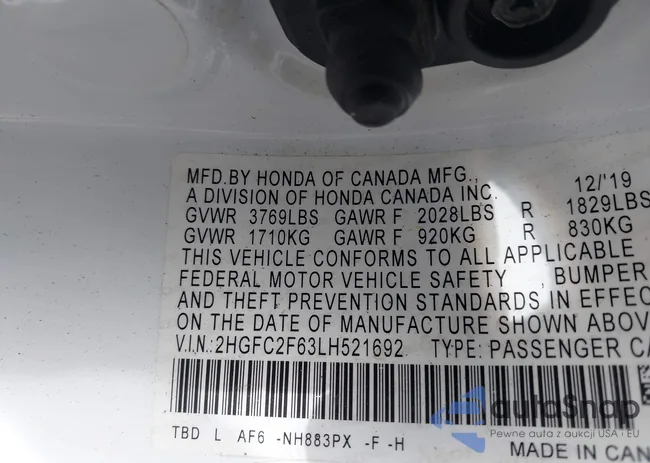 MFD.BY HONDA OF CANADA MFG., 12/'19
A DIVISION OF HONDA CANADA INC.
GVWR 3769LBS GAWR F 2028LBS R 1829LBS
GVWR 1710KG GAWR F 920KG R 830KG
THIS VEHICLE CONFORMS TO ALL APPLICABLE
FEDERAL MOTOR VEHICLE SAFETY , BUMPER
AND THEFT PREVENTION STANDARDS IN EFFEC
ON THE DATE OF MANUFACTURE SHOWN ABOV
V.I.N.:2HGFC2F63LH521692 TYPE: PASSENGER CA
TBD L AF6 -NH883PX -F -H
MADE IN CAN
autoSnap
Pewne auta z aukcji USA i EU